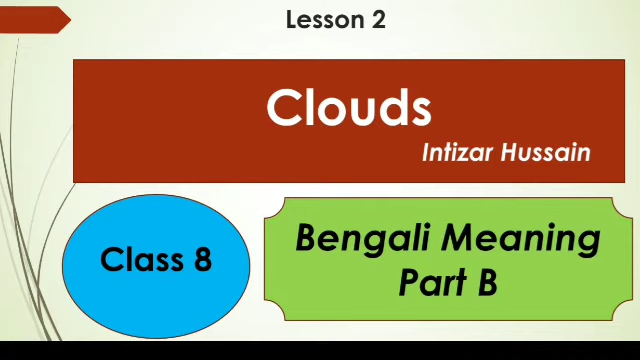 Lesson 2
Clouds
Intizar Hussain
Class 8
Bengali Meaning
Part B